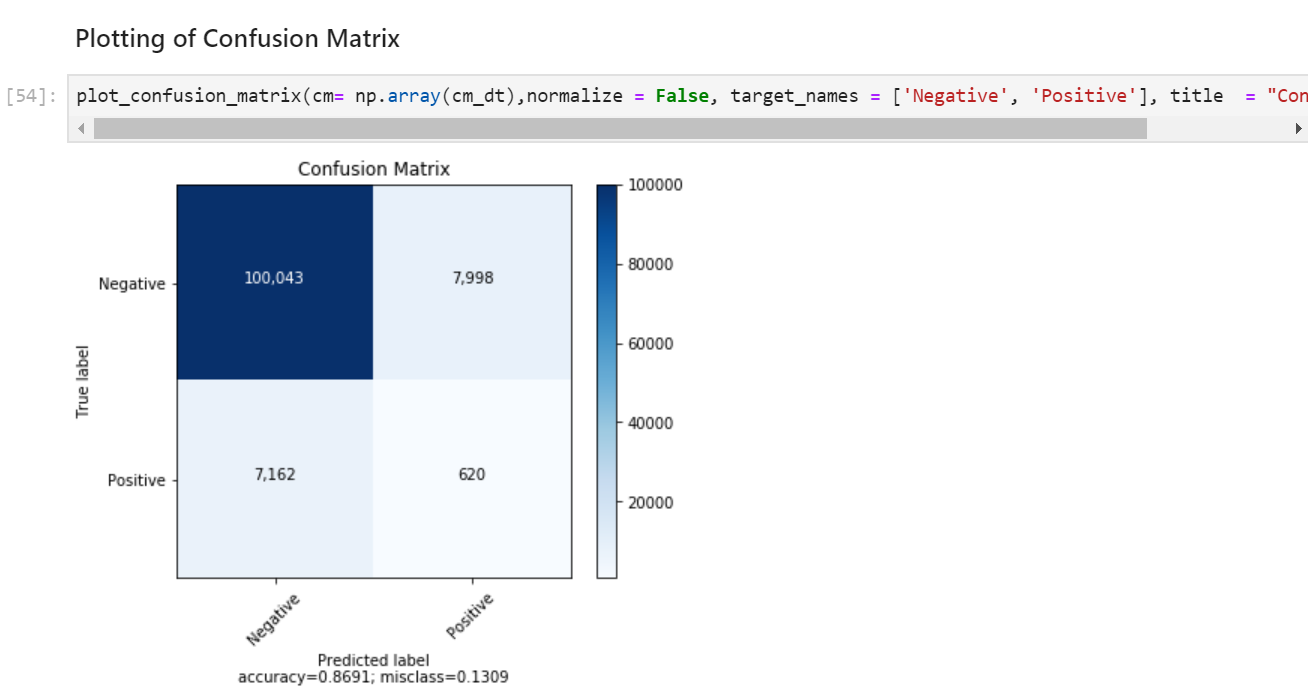 Plotting of Confusion Matrix
[54]: plot_confusion_matrix(cm= np.array(cm_dt),normalize = False, target_names = ['Negative', 'Positive'], title  = "Con
Confusion Matrix
100000
80000
60000
40000
20000
Negative
100,043
7,998
True label
Positive
7,162
620
Negative
Positive
Predicted label
accuracy=0.8691; misclass=0.1309